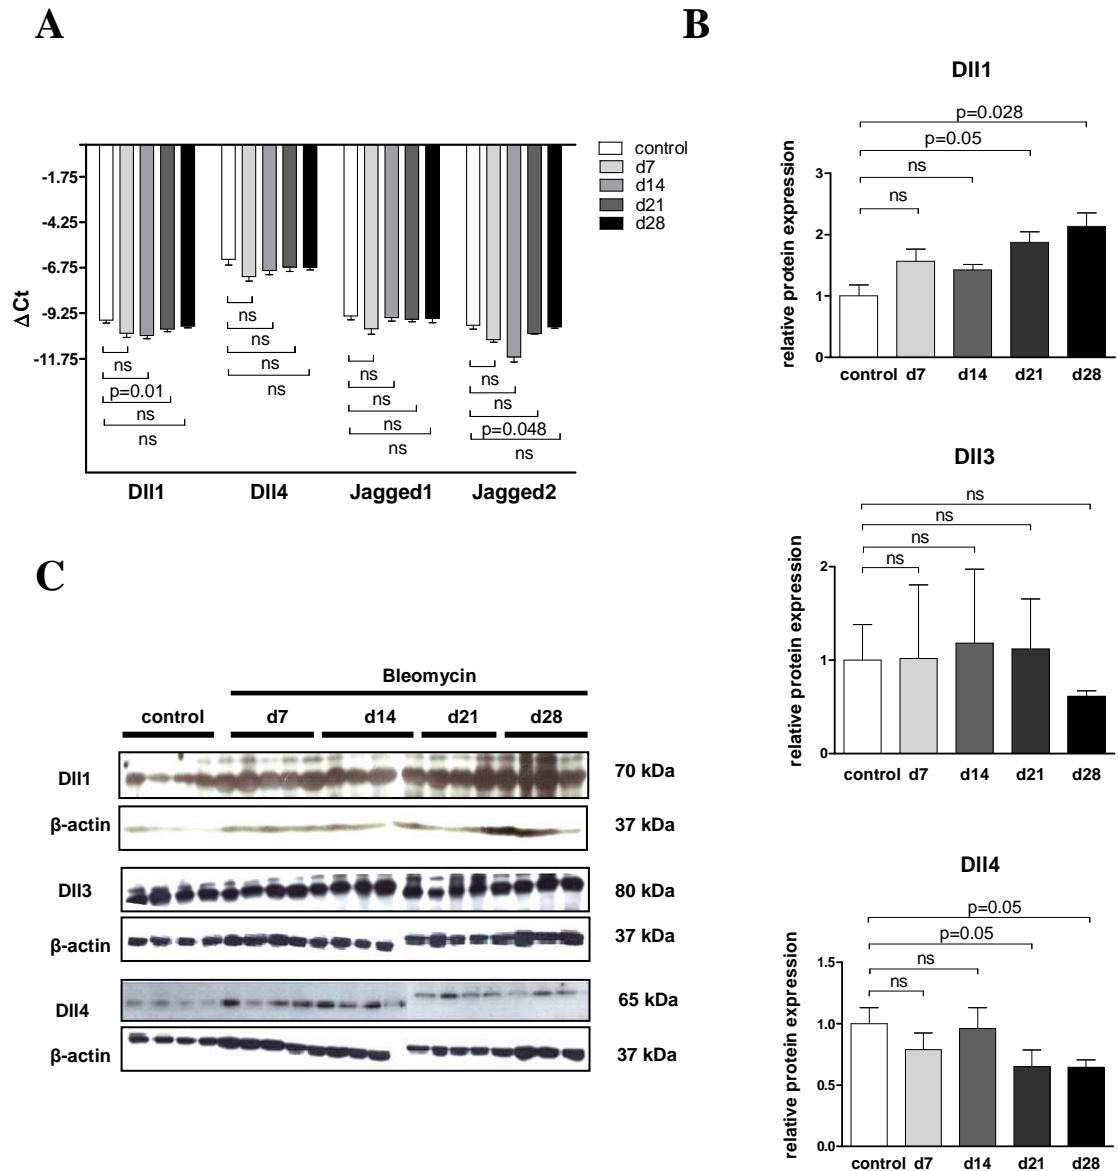 A
control
d7
d14
d21
d28
-1.75
-4.25
-6.75
-9.25
-11.75
ΔCt
ns
p=0.01
ns
ns
ns
ns
ns
ns
ns
ns
ns
ns
ns
ns
p=0.048
ns
Dll1 Dll4 Jagged1 Jagged2
B
Dll1
p=0.028
p=0.05
ns
ns
relative protein expression
3
2
1
0
control d7 d14 d21 d28
Dll3
ns
ns
ns
ns
relative protein expression
2
1
0
control d7 d14 d21 d28
Dll4
p=0.05
p=0.05
ns
ns
relative protein expression
1.5
1.0
0.5
0.0
control d7 d14 d21 d28
C
Bleomycin
control d7 d14 d21 d28
Dll1 70 kDa
β-actin 37 kDa
Dll3 80 kDa
β-actin 37 kDa
Dll4 65 kDa
β-actin 37 kDa